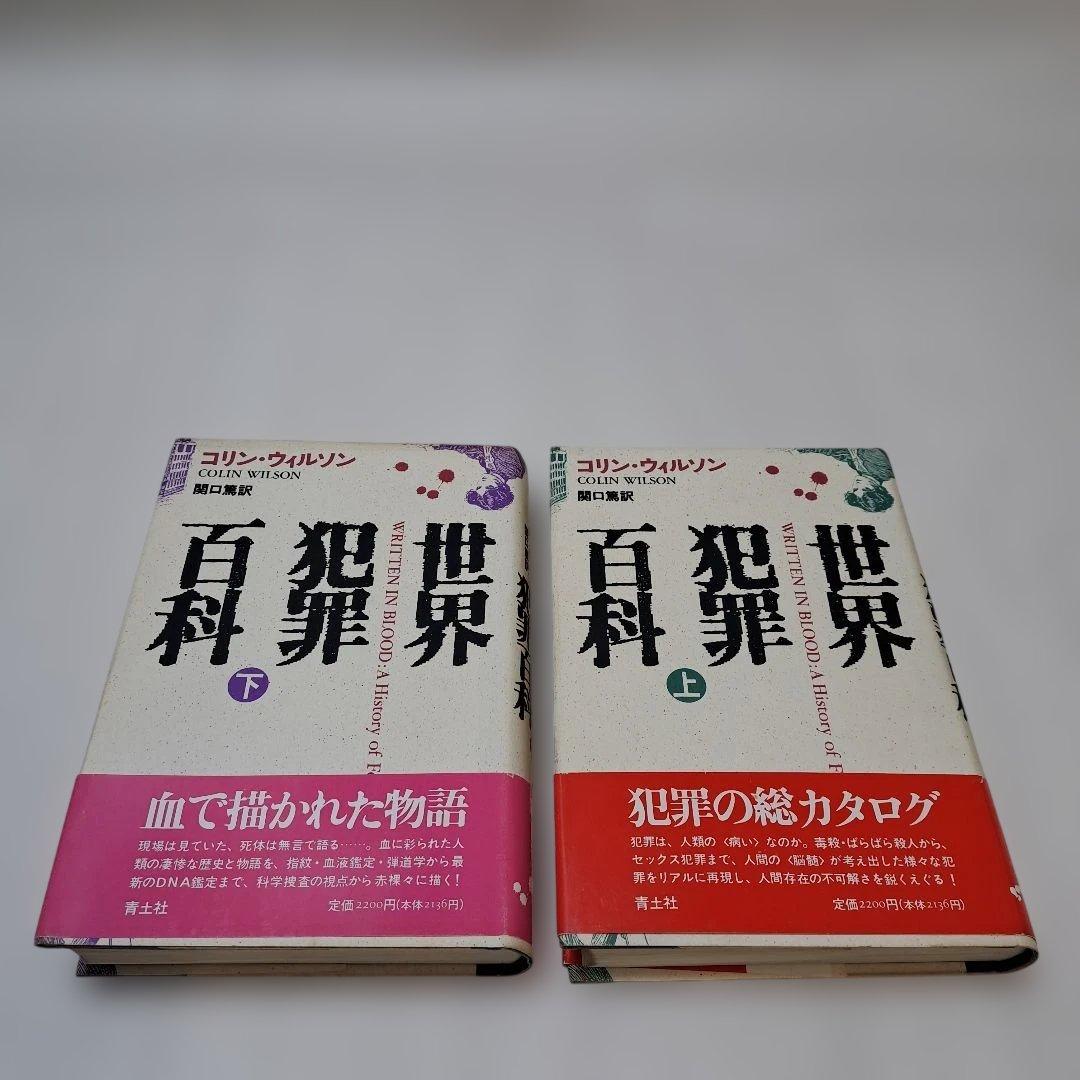 コリン・ウィルソン
COLIN WILSON
関口篤訳
世界
犯罪
百科
下
WRITTEN IN BLOOD: A History of
血で描かれた物語
現場は見ていた、死体は無言で語る……。血に彩られた人
類の凄惨な歴史と物語を、指紋・血液鑑定・弾道学から最
新のDNA鑑定まで、科学捜査の視点から赤裸々に描く！
青土社
定価2200円(本体2136円)
コリン・ウィルソン
COLIN WILSON
関口篤訳
世界
犯罪
百科
上
WRITTEN IN BLOOD: A History of
犯罪の総カタログ
犯罪は、人類の〈病い〉なのか。毒殺・ばらばら殺人から、
セックス犯罪まで、人間の〈脳髄〉が考え出した様々な犯
罪をリアルに再現し、人間存在の不可解さを鋭くえぐる！
青土社
定価2200円(本体2136円)